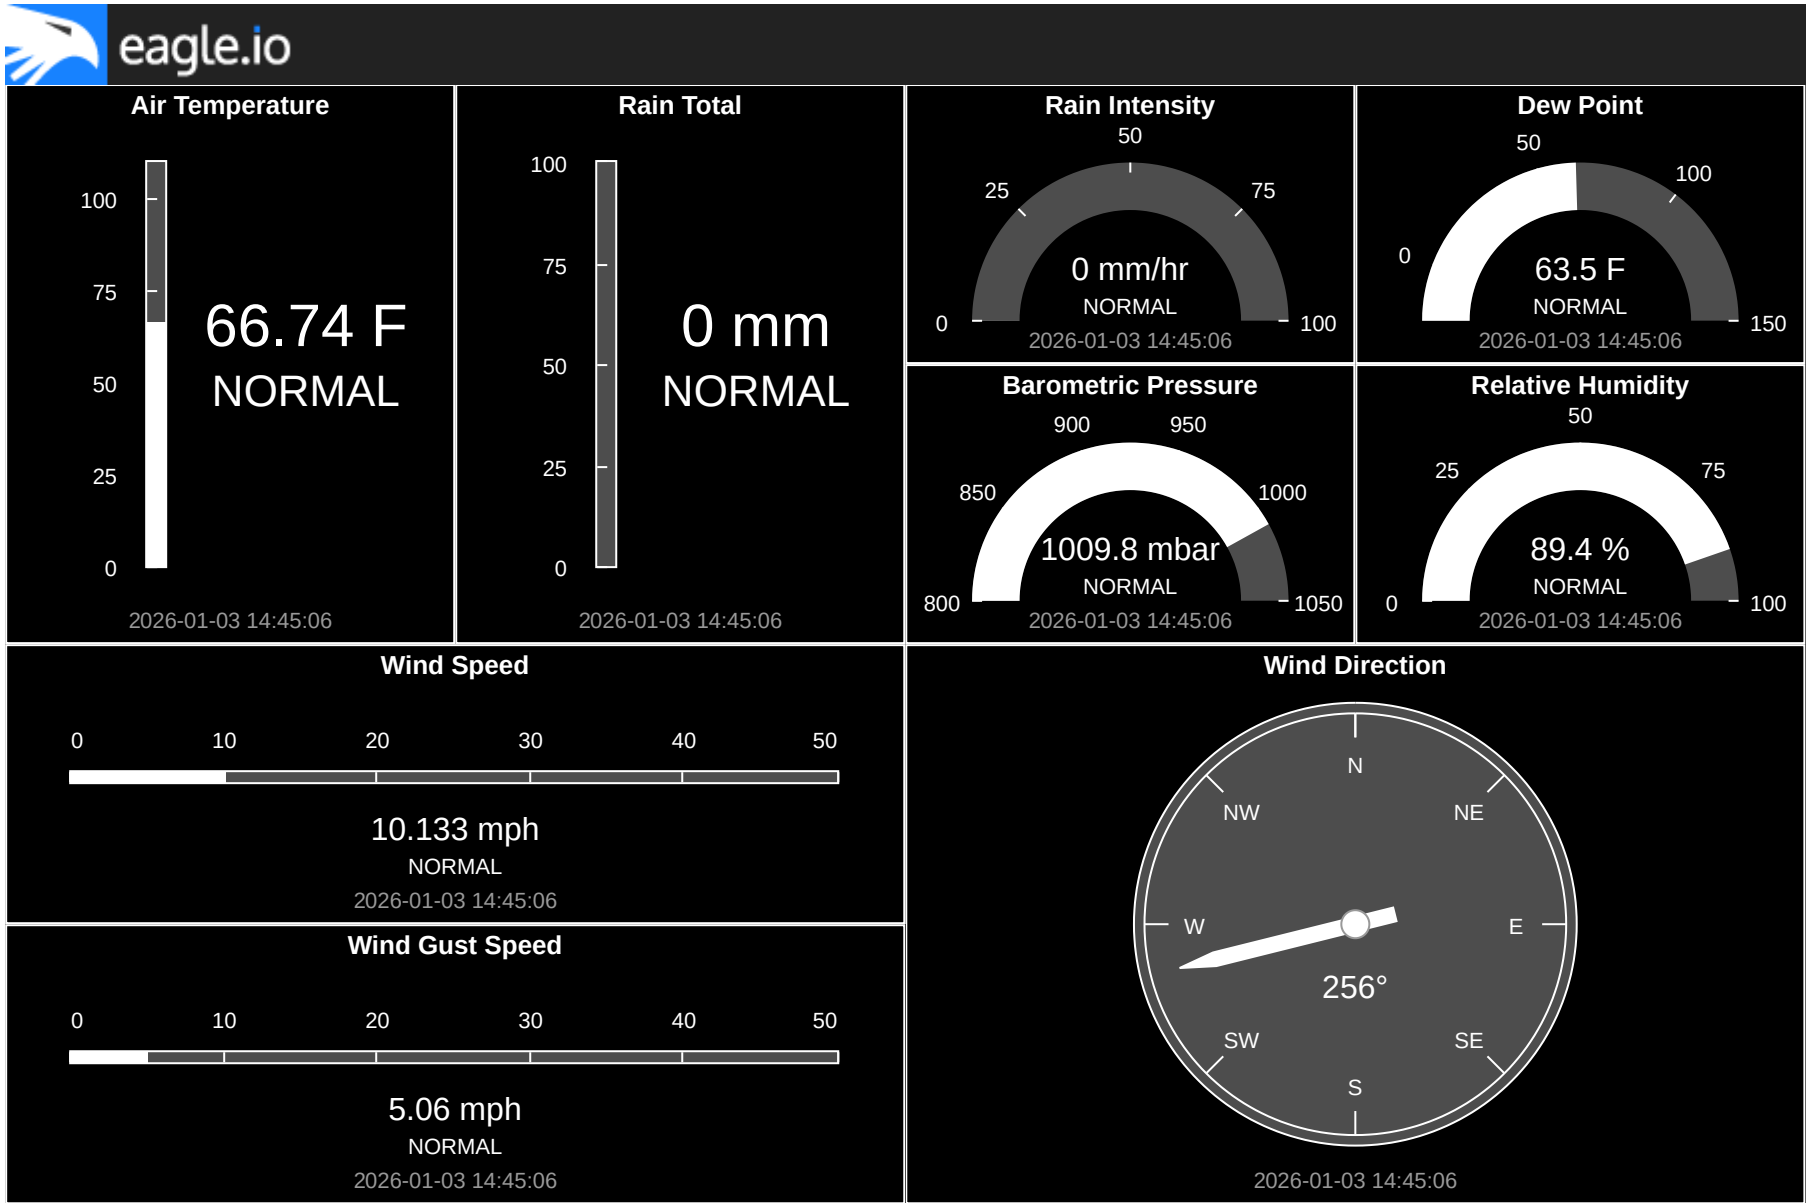 eagle.io
Air Temperature
100
75
50
25
0
66.74 F
NORMAL
2026-01-03 14:45:06
Rain Total
100
75
50
25
0
0 mm
NORMAL
2026-01-03 14:45:06
Rain Intensity
0
25
50
75
100
0 mm/hr
NORMAL
2026-01-03 14:45:06
Dew Point
0
50
100
150
63.5 F
NORMAL
2026-01-03 14:45:06
Barometric Pressure
800
850
900
950
1000
1050
1009.8 mbar
NORMAL
2026-01-03 14:45:06
Relative Humidity
0
25
50
75
100
89.4 %
NORMAL
2026-01-03 14:45:06
Wind Speed
0 10 20 30 40 50
10.133 mph
NORMAL
2026-01-03 14:45:06
Wind Gust Speed
0 10 20 30 40 50
5.06 mph
NORMAL
2026-01-03 14:45:06
Wind Direction
N
NW NE
W E
256°
SW SE
S
2026-01-03 14:45:06